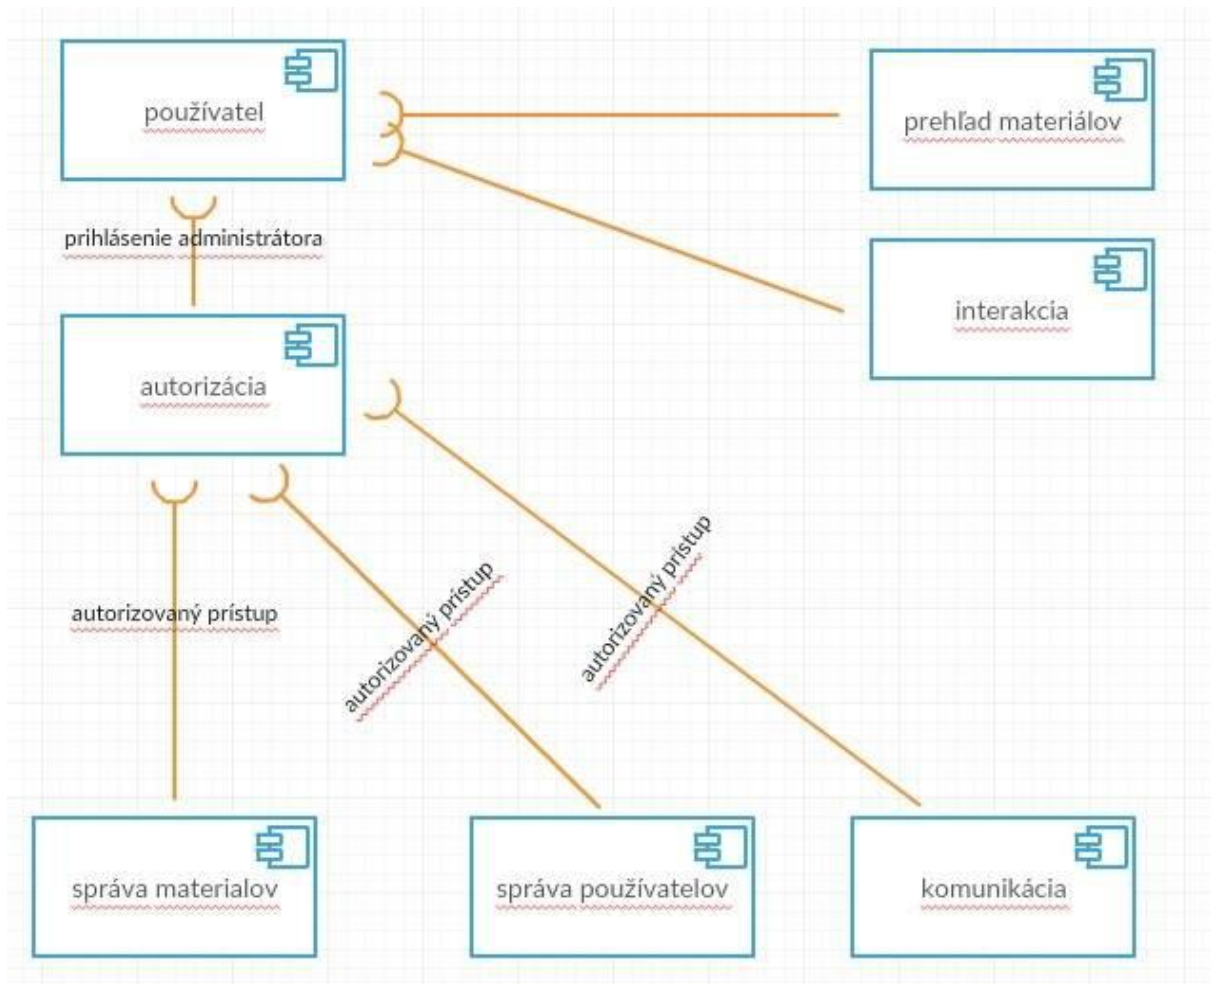 používatel
prehľad materiálov
prihlásenie administrátora
interakcia
autorizácia
autorizovaný prístup
autorizovaný prístup
autorizovaný prístup
správa materialov
správa používatelov
komunikácia